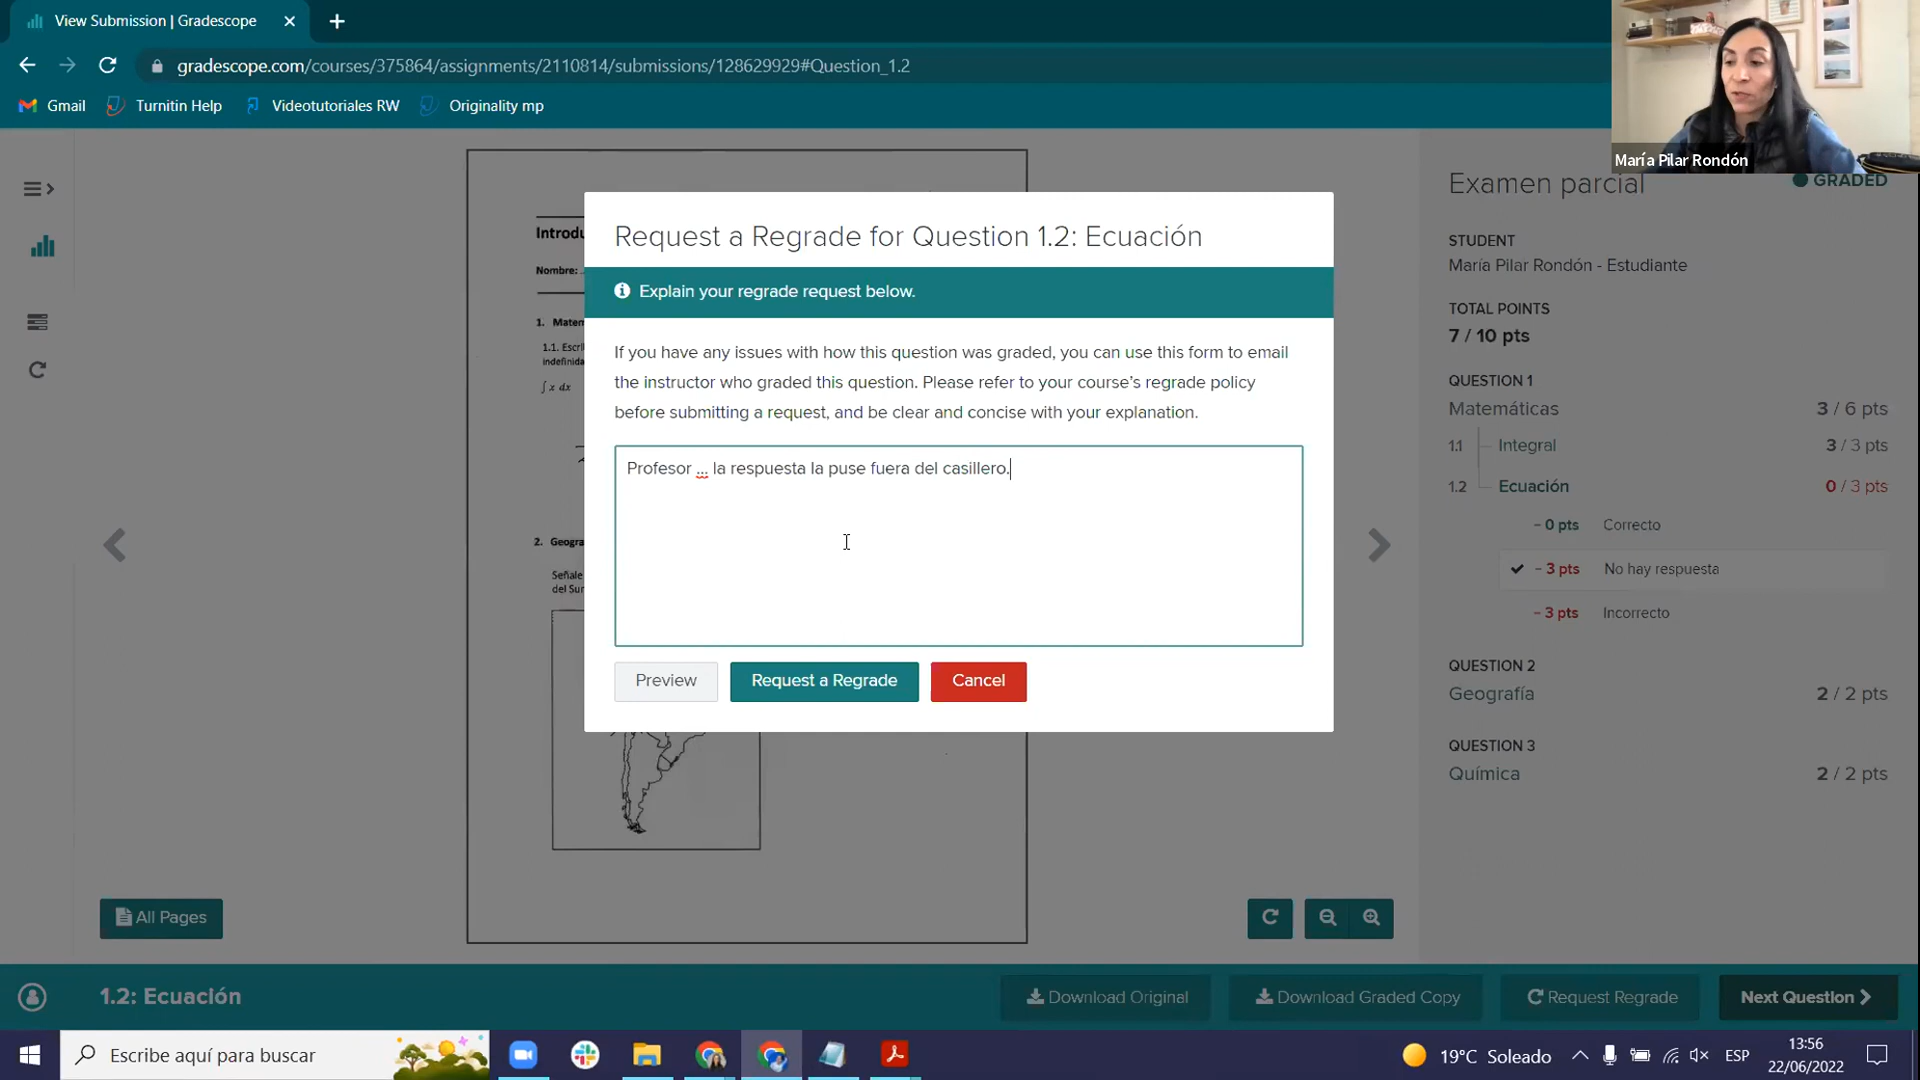 View Submission | Gradescope
gradescope.com/courses/375864/assignments/2110814/submissions/128629929#Question_1.2
Gmail
Turnitin Help
Videotutoriales RW
Originality mp
María Pilar Rondón
Introdu
Nombre:
1. Matem
1.1. Escri
indefinida
∫ x dx
2. Geogra
Señale
del Sur
Request a Regrade for Question 1.2: Ecuación
Explain your regrade request below.
If you have any issues with how this question was graded, you can use this form to email
the instructor who graded this question. Please refer to your course's regrade policy
before submitting a request, and be clear and concise with your explanation.
Profesor ... la respuesta la puse fuera del casillero.
Preview
Request a Regrade
Cancel
Examen parcial
GRADED
STUDENT
María Pilar Rondón - Estudiante
TOTAL POINTS
7 / 10 pts
QUESTION 1
Matemáticas 3 / 6 pts
1.1 Integral 3 / 3 pts
1.2 Ecuación 0 / 3 pts
- 0 pts Correcto
- 3 pts No hay respuesta
- 3 pts Incorrecto
QUESTION 2
Geografía 2 / 2 pts
QUESTION 3
Química 2 / 2 pts
All Pages
1.2: Ecuación
Download Original
Download Graded Copy
Request Regrade
Next Question
Escribe aquí para buscar
19°C Soleado
ESP
13:56
22/06/2022